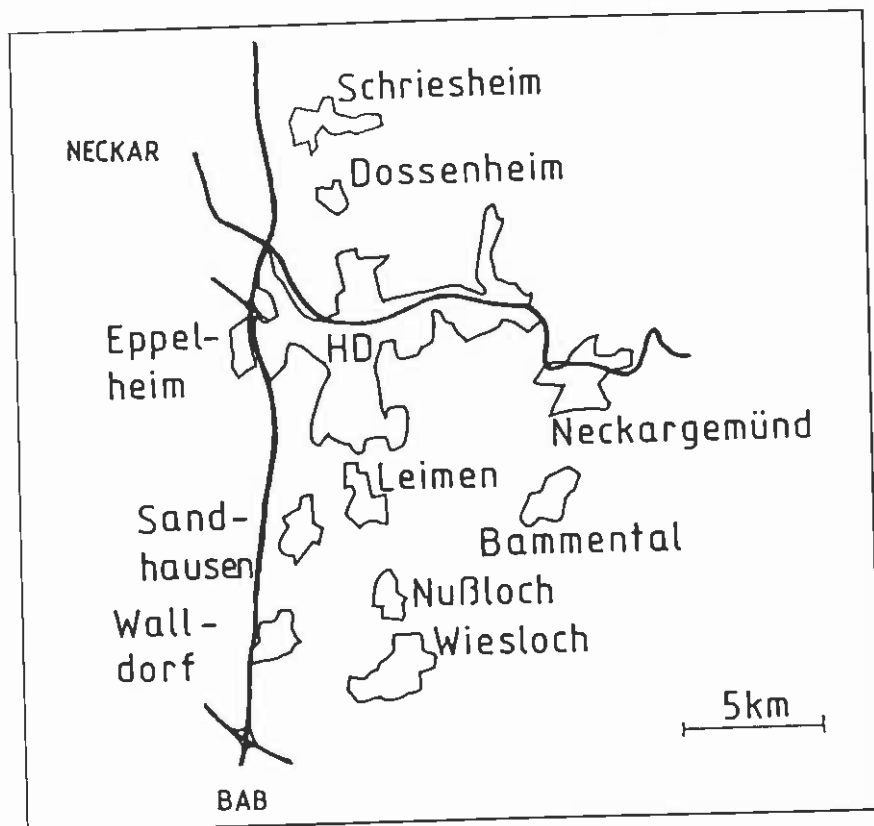 Schriesheim
NECKAR
Dossenheim
Eppel-
heim
HD
Neckargemünd
Leimen
Sand-
hausen
Bammental
Nußloch
Wall-
dorf
Wiesloch
5km
BAB